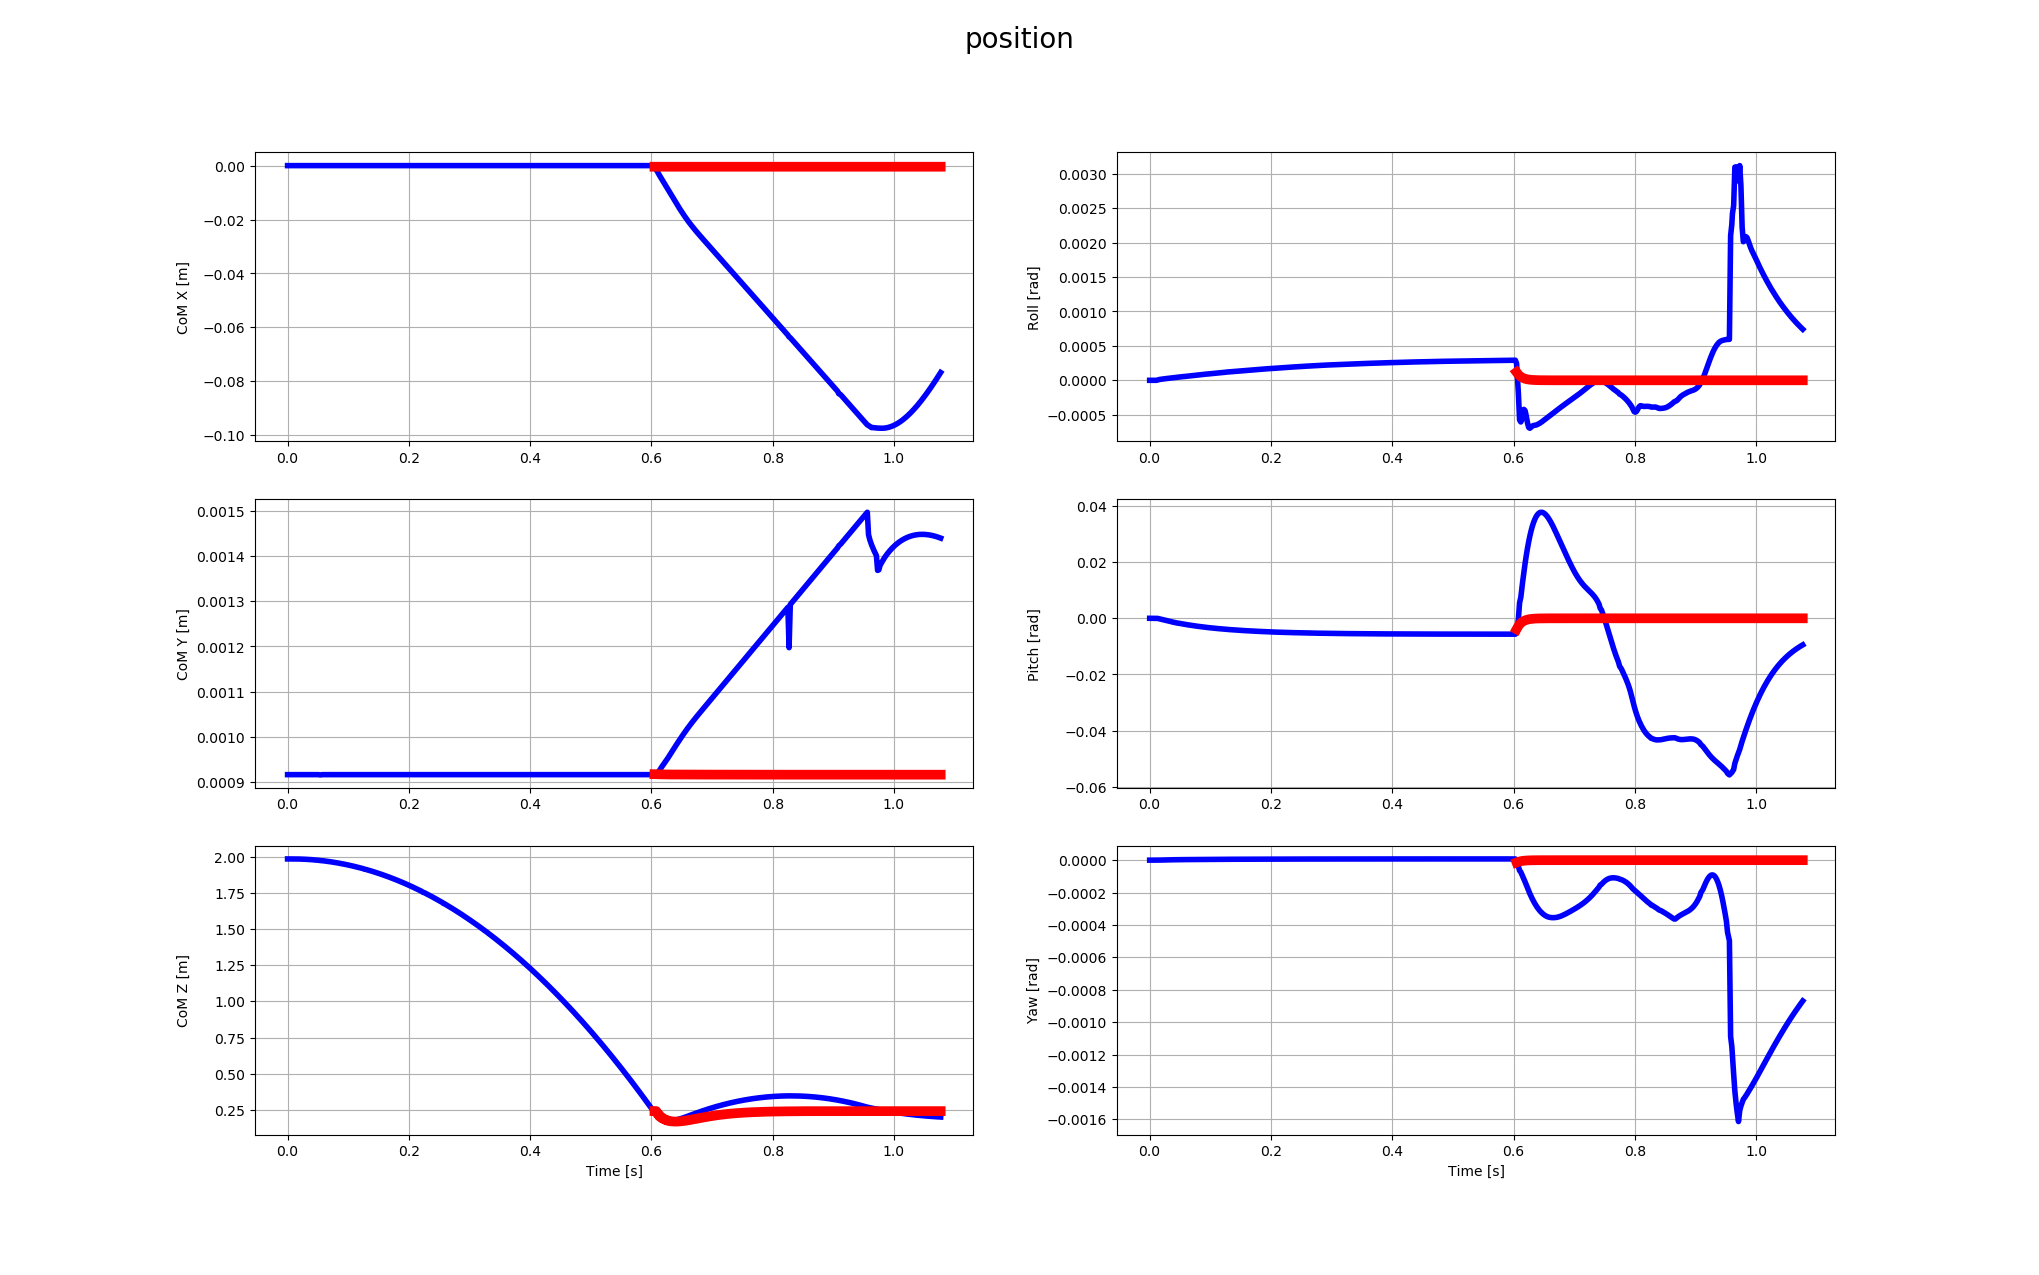 position
0.00
−0.02
−0.04
−0.06
−0.08
−0.10
CoM X [m]
0.0 0.2 0.4 0.6 0.8 1.0
0.0030
0.0025
0.0020
0.0015
0.0010
0.0005
0.0000
−0.0005
Roll [rad]
0.0 0.2 0.4 0.6 0.8 1.0
0.0015
0.0014
0.0013
0.0012
0.0011
0.0010
0.0009
CoM Y [m]
0.0 0.2 0.4 0.6 0.8 1.0
0.04
0.02
0.00
−0.02
−0.04
−0.06
Pitch [rad]
0.0 0.2 0.4 0.6 0.8 1.0
2.00
1.75
1.50
1.25
1.00
0.75
0.50
0.25
CoM Z [m]
0.0 0.2 0.4 0.6 0.8 1.0
Time [s]
0.0000
−0.0002
−0.0004
−0.0006
−0.0008
−0.0010
−0.0012
−0.0014
−0.0016
Yaw [rad]
0.0 0.2 0.4 0.6 0.8 1.0
Time [s]